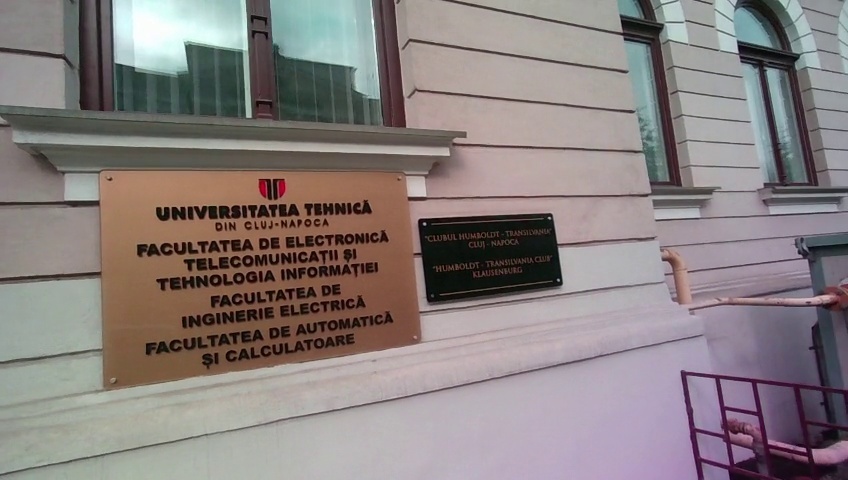 UNIVERSITATEA TEHNICĂ
DIN CLUJ-NAPOCA
FACULTATEA DE ELECTRONICĂ
TELECOMUNICAȚII ȘI
TEHNOLOGIA INFORMAȚIEI
FACULTATEA DE
INGINERIE ELECTRICĂ
FACULTATEA DE AUTOMATICĂ
ȘI CALCULATOARE
"CLUBUL HUMBOLDT - TRANSILVANIA"
CLUJ - NAPOCA
"HUMBOLDT - TRANSILVANIA CLUB"
KLAUSENBURG